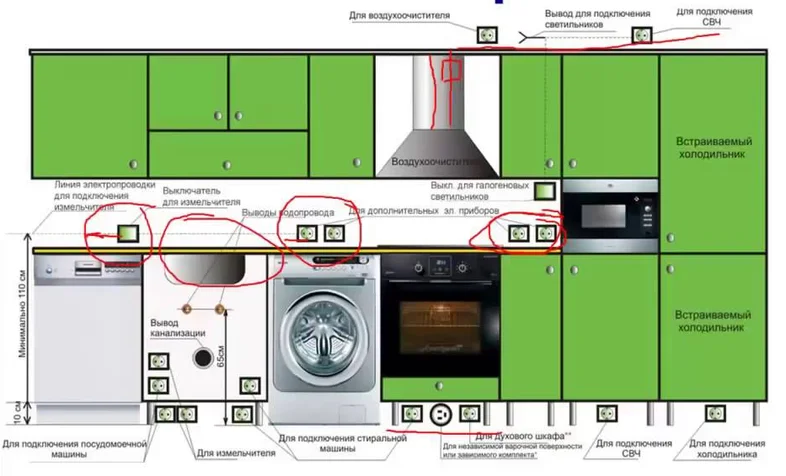 Для воздухоочистителя
Вывод для подключения
светильников
Для подключения
СВЧ
Встраиваемый
холодильник
Воздухоочиститель
Линия электропроводки
для подключения
измельчителя
Выключатель
для измельчителя
Выводы водопровода
Для дополнительных эл. приборов
Выкл. для галогеновых
светильников
Минимально 110 см
Вывод
канализации
65см
Встраиваемый
холодильник
10 см
Для подключения посудомоечной
машины
Для измельчителя
Для подключения стиральной
машины
Для духового шкафа**
Для независимой варочной поверхности
или зависимого комплекта*
Для подключения
СВЧ
Для подключения
холодильника